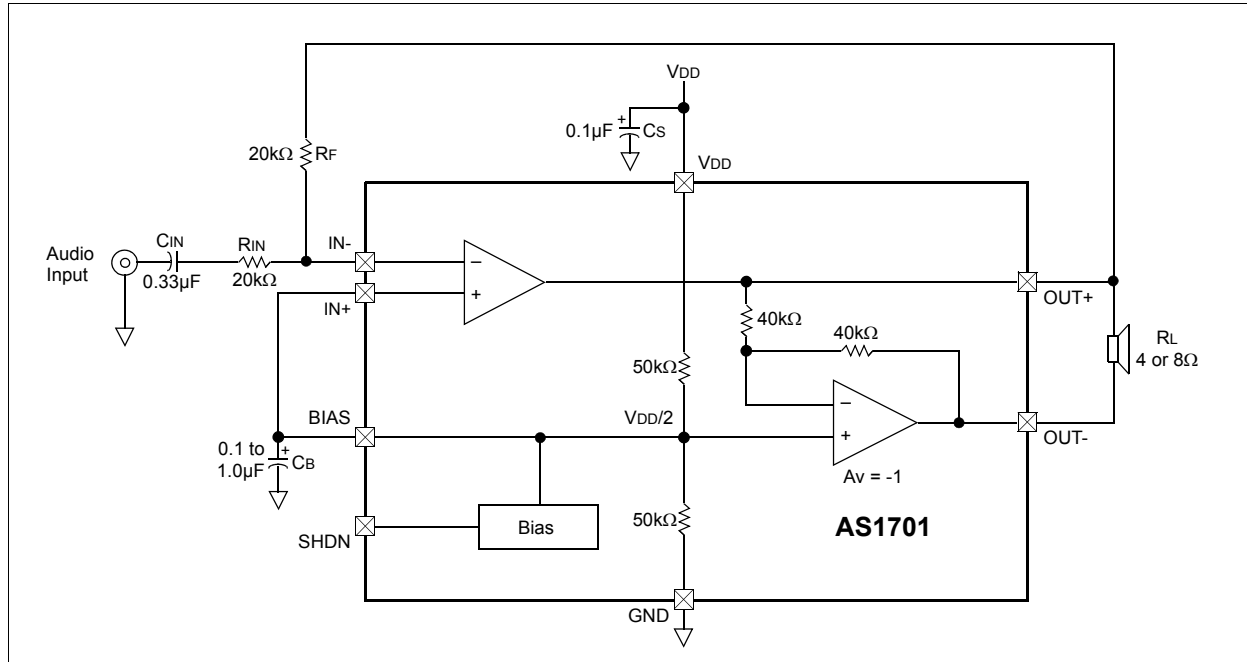 VDD
0.1µF
+
CS
20kΩ
RF
VDD
Audio
Input
CIN
0.33µF
RIN
20kΩ
IN-
IN+
−
+
OUT+
40kΩ
40kΩ
RL
4 or 8Ω
50kΩ
BIAS
VDD/2
−
+
OUT-
0.1 to
1.0µF
+
CB
AV = -1
SHDN
Bias
50kΩ
AS1701
GND